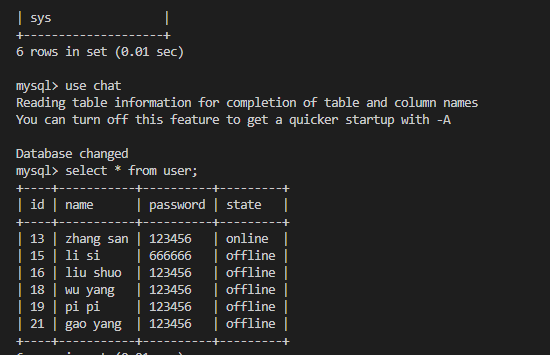 | sys                |
+--------------------+
6 rows in set (0.01 sec)
mysql> use chat
Reading table information for completion of table and column names
You can turn off this feature to get a quicker startup with -A
Database changed
mysql> select * from user;
+----+-----------+----------+---------+
| id | name      | password | state   |
+----+-----------+----------+---------+
| 13 | zhang san | 123456   | online  |
| 15 | li si     | 666666   | offline |
| 16 | liu shuo  | 123456   | offline |
| 18 | wu yang   | 123456   | offline |
| 19 | pi pi     | 123456   | offline |
| 21 | gao yang  | 123456   | offline |
+----+-----------+----------+---------+